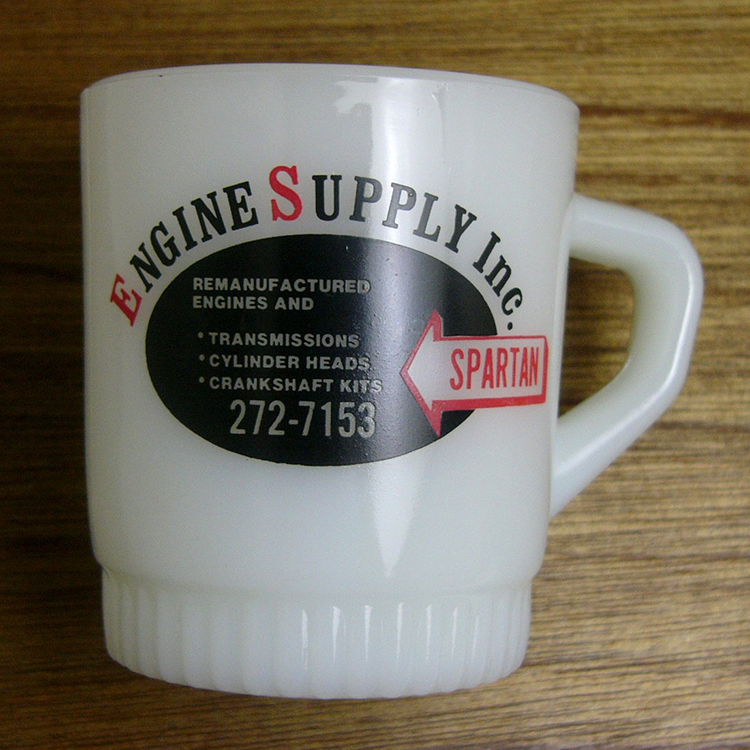 ENGINE SUPPLY Inc.
REMANUFACTURED
ENGINES AND
• TRANSMISSIONS
• CYLINDER HEADS
• CRANKSHAFT KITS
272-7153
SPARTAN